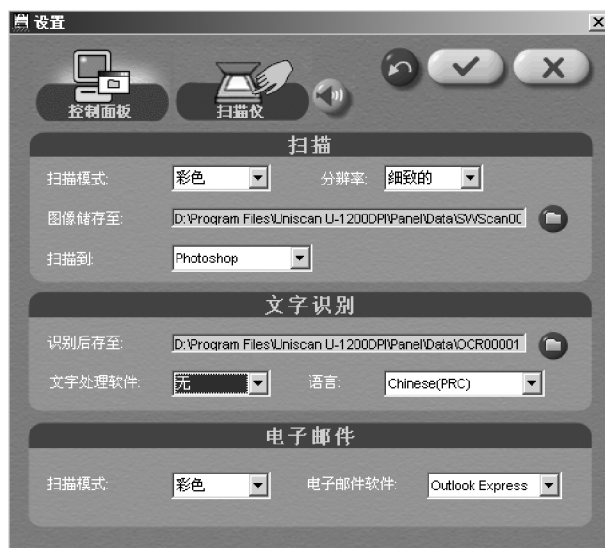 设置
控制面板 扫描仪
扫描
扫描模式: 彩色 分辨率: 细致的
图像储存至: D:\Program Files\Uniscan U-1200DPI\Panel\Data\SWScan00
扫描到: Photoshop
文字识别
识别后存至: D:\Program Files\Uniscan U-1200DPI\Panel\Data\OCR00001
文字处理软件: 无 语言: Chinese(PRC)
电子邮件
扫描模式: 彩色 电子邮件软件: Outlook Express